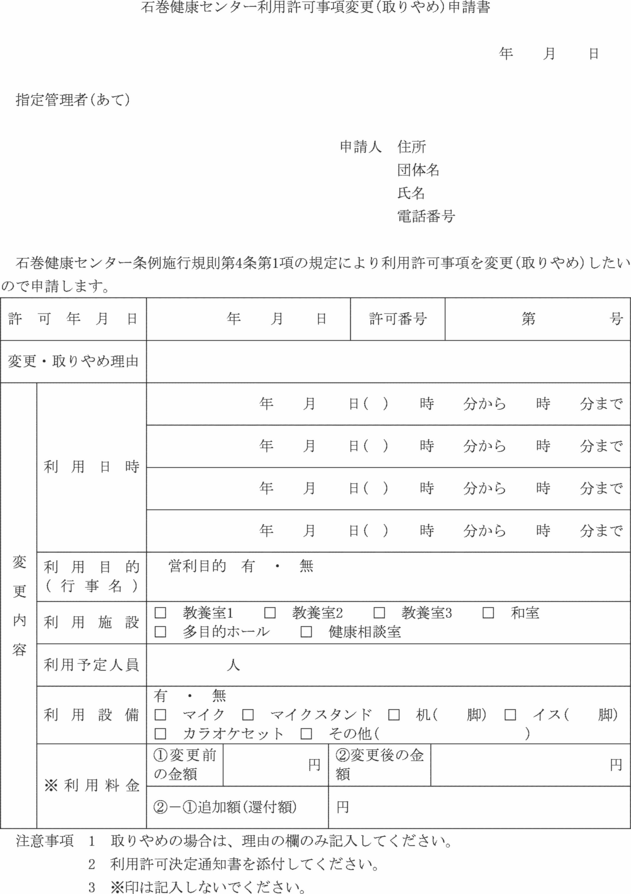 石巻健康センター利用許可事項変更(取りやめ)申請書
年　　月　　日
指定管理者(あて)
申請人　住所
団体名
氏名
電話番号
石巻健康センター条例施行規則第4条第1項の規定により利用許可事項を変更(取りやめ)したい
ので申請します。
許可年月日　　年　　月　　日　許可番号　第　　　　　号
変更・取りやめ理由
変更内容
利用日時
年　　月　　日(　)　　時　　分から　　時　　分まで
年　　月　　日(　)　　時　　分から　　時　　分まで
年　　月　　日(　)　　時　　分から　　時　　分まで
年　　月　　日(　)　　時　　分から　　時　　分まで
利用目的　営利目的　有　・　無
(行事名)
利用施設
□　教養室1　　□　教養室2　　□　教養室3　　□　和室
□　多目的ホール　　□　健康相談室
利用予定人員　　　　人
利用設備
有　・　無
□　マイク　□　マイクスタンド　□　机(　　脚)　□　イス(　　脚)
□　カラオケセット　□　その他(　　　　　　　　　　)
※利用料金
①変更前
の金額　　円
②変更後の金
額　　円
②－①追加額(還付額)　円
注意事項　1　取りやめの場合は、理由の欄のみ記入してください。
2　利用許可決定通知書を添付してください。
3　※印は記入しないでください。